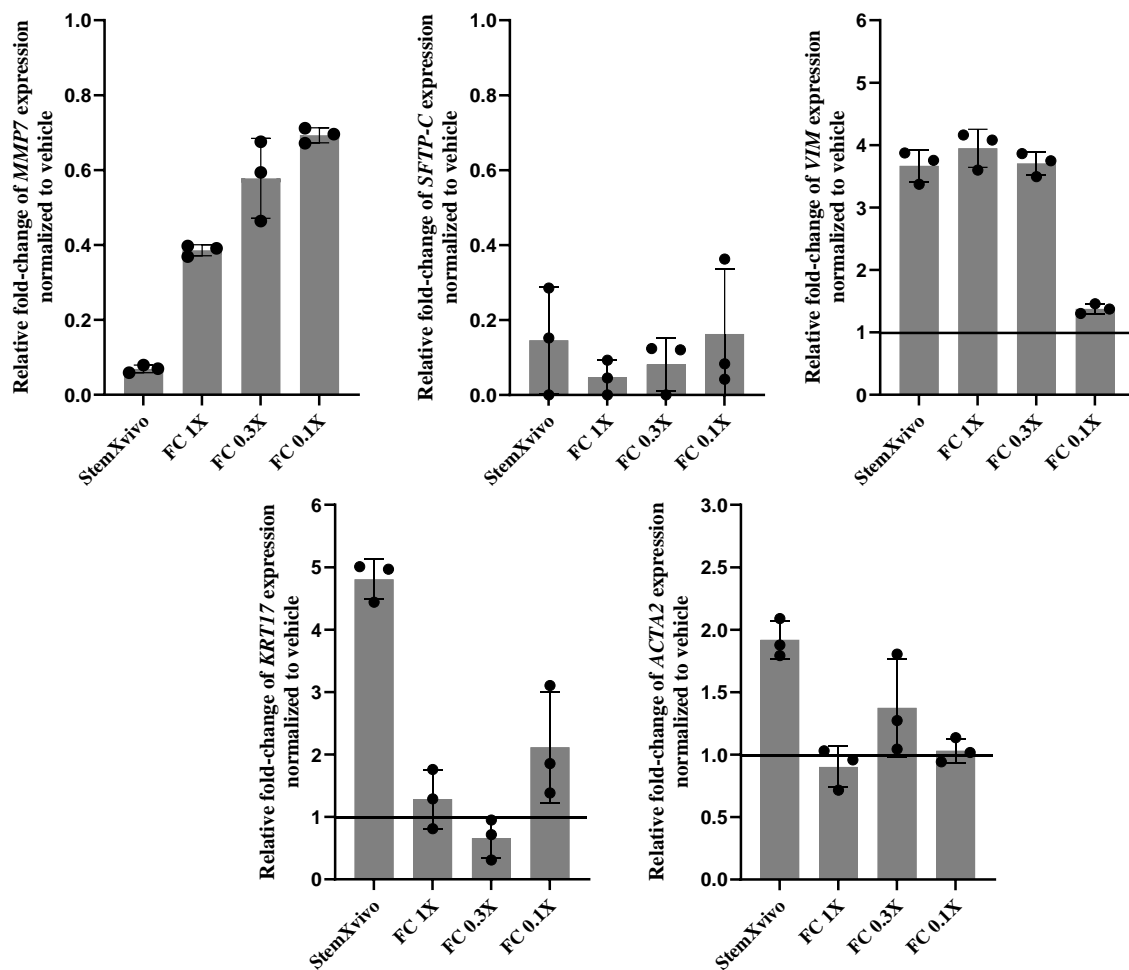 Relative fold-change of MMP7 expression
normalized to vehicle
1.0
0.8
0.6
0.4
0.2
0.0
StemXvivo
FC 1X
FC 0.3X
FC 0.1X
Relative fold-change of SFTP-C expression
normalized to vehicle
1.0
0.8
0.6
0.4
0.2
0.0
StemXvivo
FC 1X
FC 0.3X
FC 0.1X
Relative fold-change of VIM expression
normalized to vehicle
6
5
4
3
2
1
0
StemXvivo
FC 1X
FC 0.3X
FC 0.1X
Relative fold-change of KRT17 expression
normalized to vehicle
6
5
4
3
2
1
0
StemXvivo
FC 1X
FC 0.3X
FC 0.1X
Relative fold-change of ACTA2 expression
normalized to vehicle
3.0
2.5
2.0
1.5
1.0
0.5
0.0
StemXvivo
FC 1X
FC 0.3X
FC 0.1X